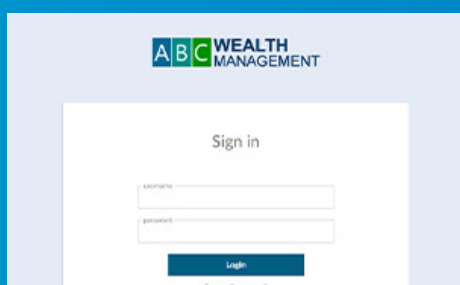 ABC WEALTH
MANAGEMENT
Sign in
username
password
Login